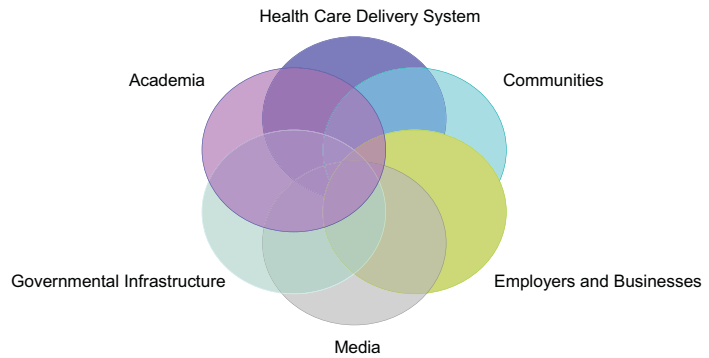 Health Care Delivery System
Academia
Communities
Governmental Infrastructure
Employers and Businesses
Media